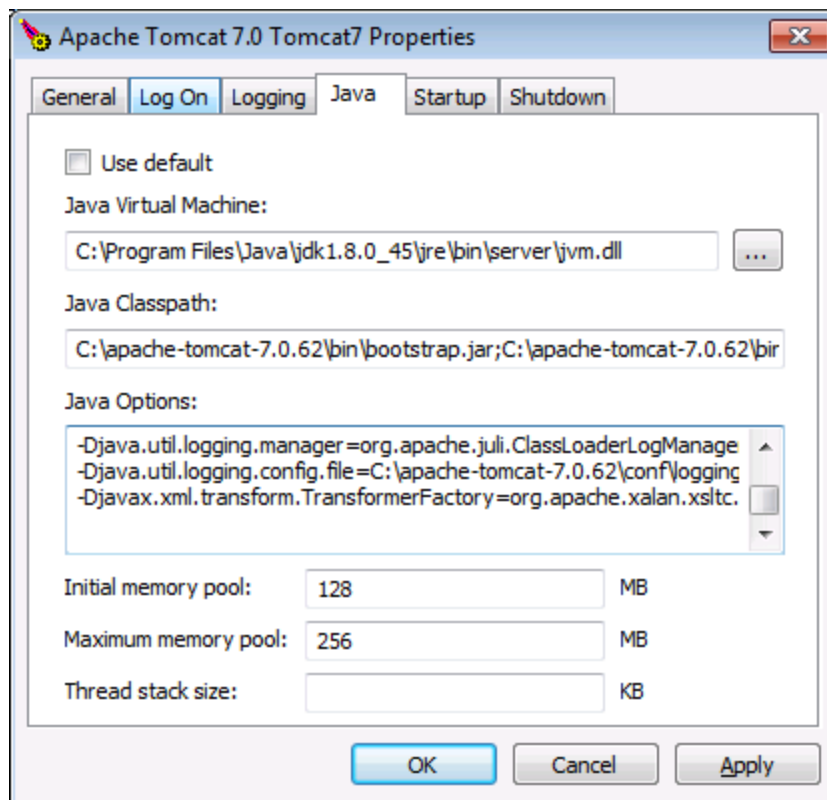 Apache Tomcat 7.0 Tomcat7 Properties
General Log On Logging Java Startup Shutdown
Use default
Java Virtual Machine:
C:\Program Files\Java\jdk1.8.0_45\jre\bin\server\jvm.dll
...
Java Classpath:
C:\apache-tomcat-7.0.62\bin\bootstrap.jar;C:\apache-tomcat-7.0.62\bin
Java Options:
-Djava.util.logging.manager=org.apache.juli.ClassLoaderLogManage
-Djava.util.logging.config.file=C:\apache-tomcat-7.0.62\conf\logging
-Djavax.xml.transform.TransformerFactory=org.apache.xalan.xsltc.
Initial memory pool: 128 MB
Maximum memory pool: 256 MB
Thread stack size: KB
OK Cancel Apply